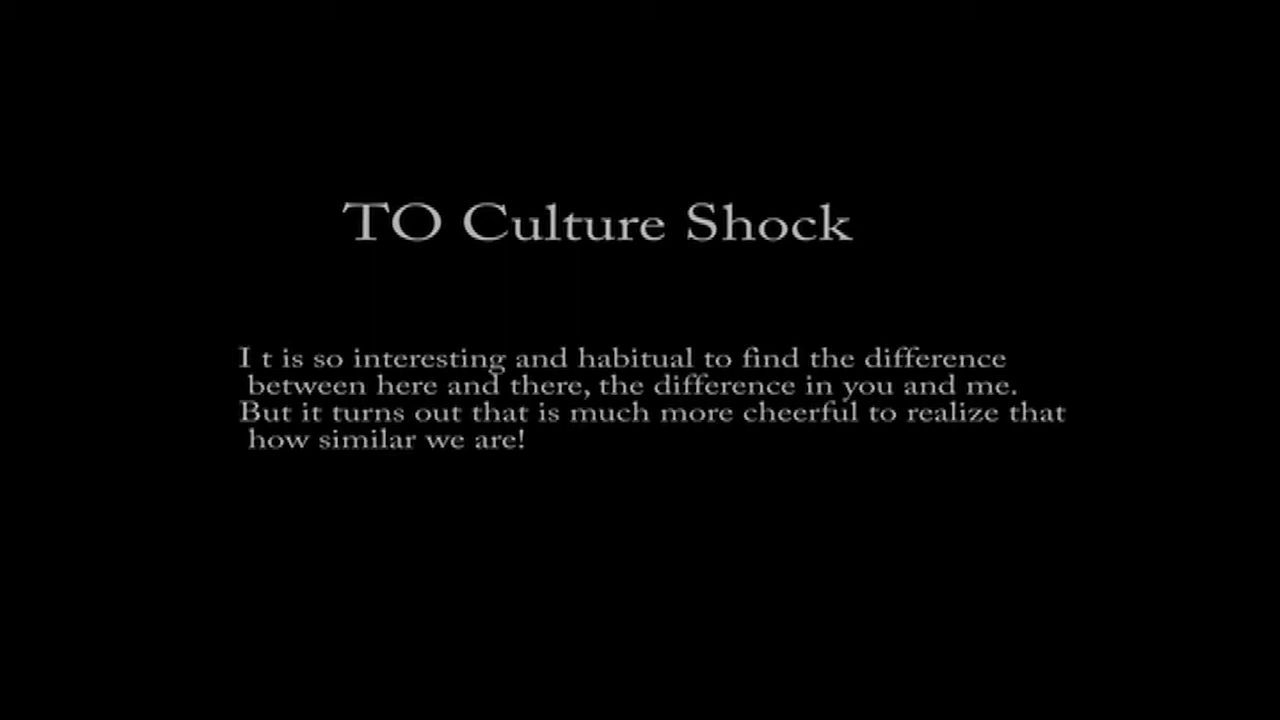 TO Culture Shock
I t is so interesting and habitual to find the difference
between here and there, the difference in you and me.
But it turns out that is much more cheerful to realize that
how similar we are!